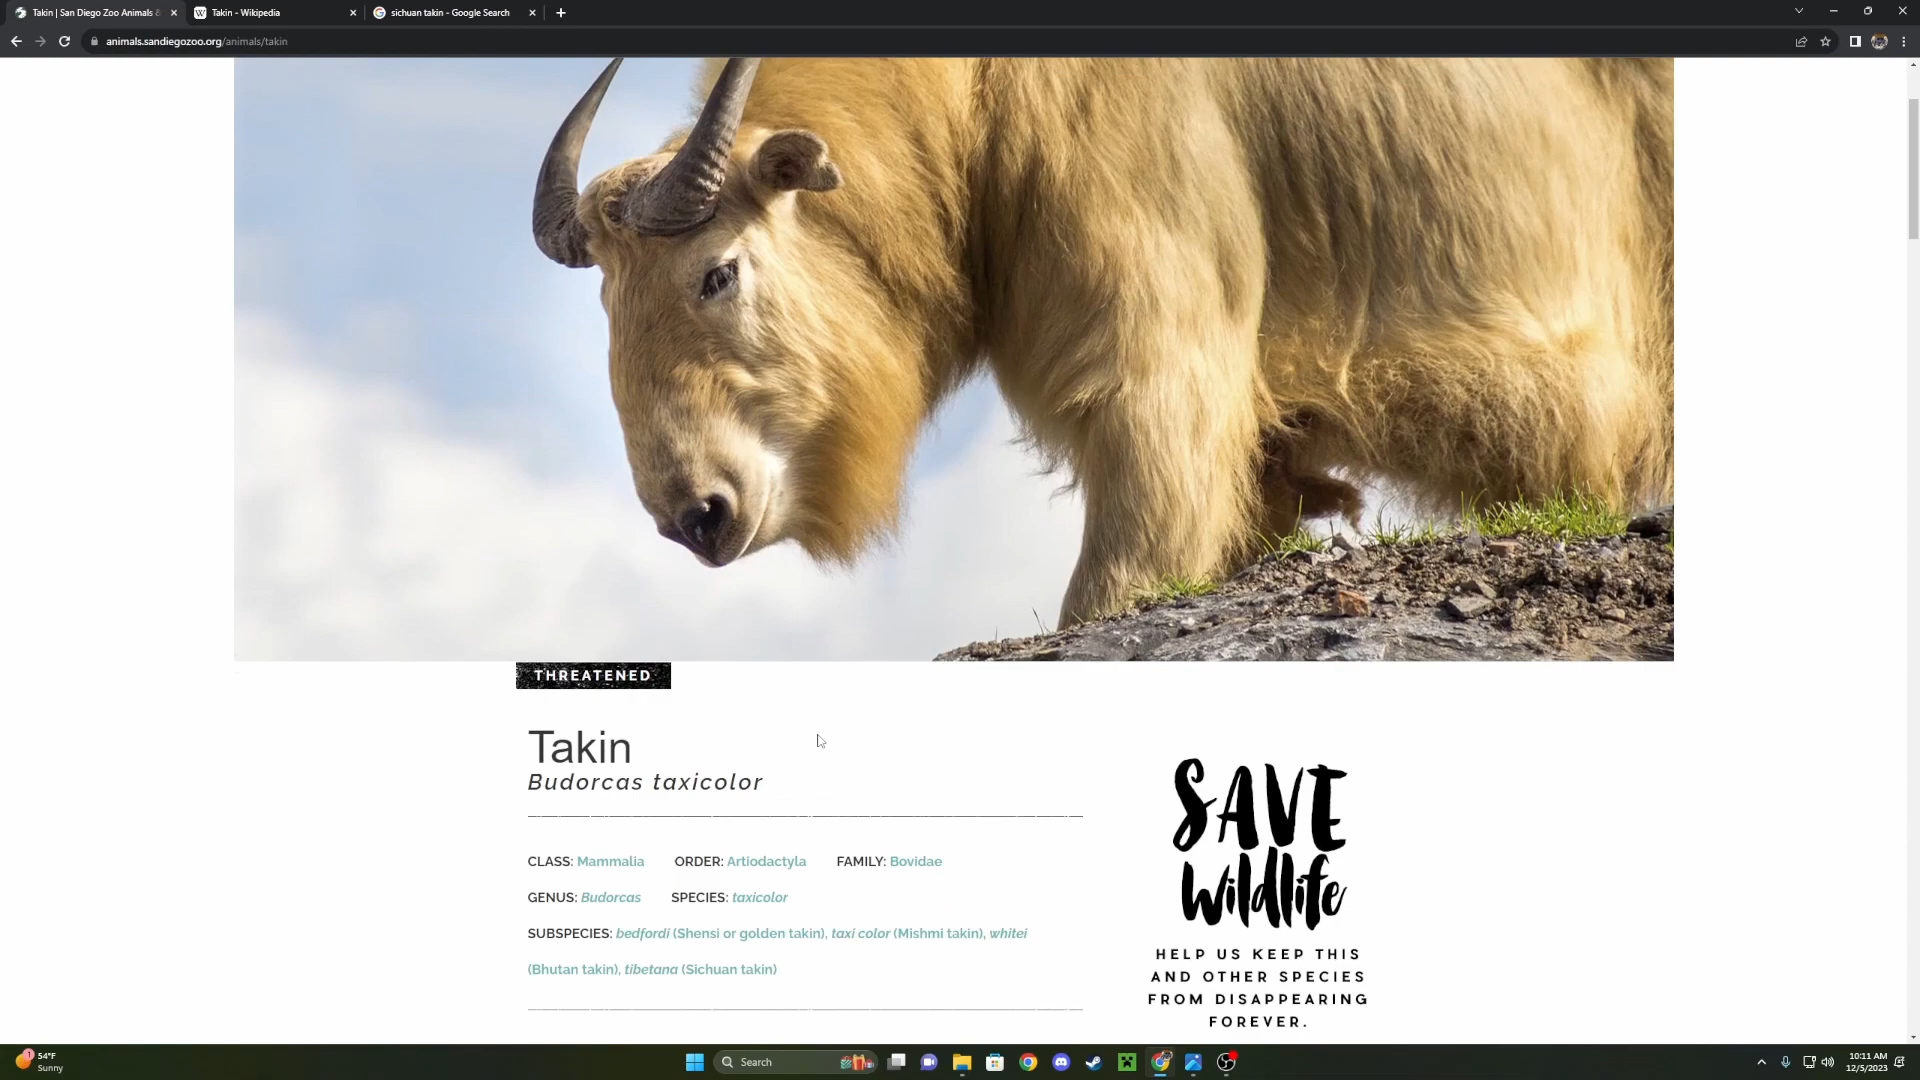 Takin | San Diego Zoo Animals &
Takin - Wikipedia
sichuan takin - Google Search
animals.sandiegozoo.org/animals/takin
THREATENED
Takin
Budorcas taxicolor
CLASS: Mammalia ORDER: Artiodactyla FAMILY: Bovidae
GENUS: Budorcas SPECIES: taxicolor
SUBSPECIES: bedfordi (Shensi or golden takin), taxi color (Mishmi takin), whitei
(Bhutan takin), tibetana (Sichuan takin)
SAVE
wildlife
HELP US KEEP THIS
AND OTHER SPECIES
FROM DISAPPEARING
FOREVER.
1
54°F
Sunny
Search
10:11 AM
12/5/2023